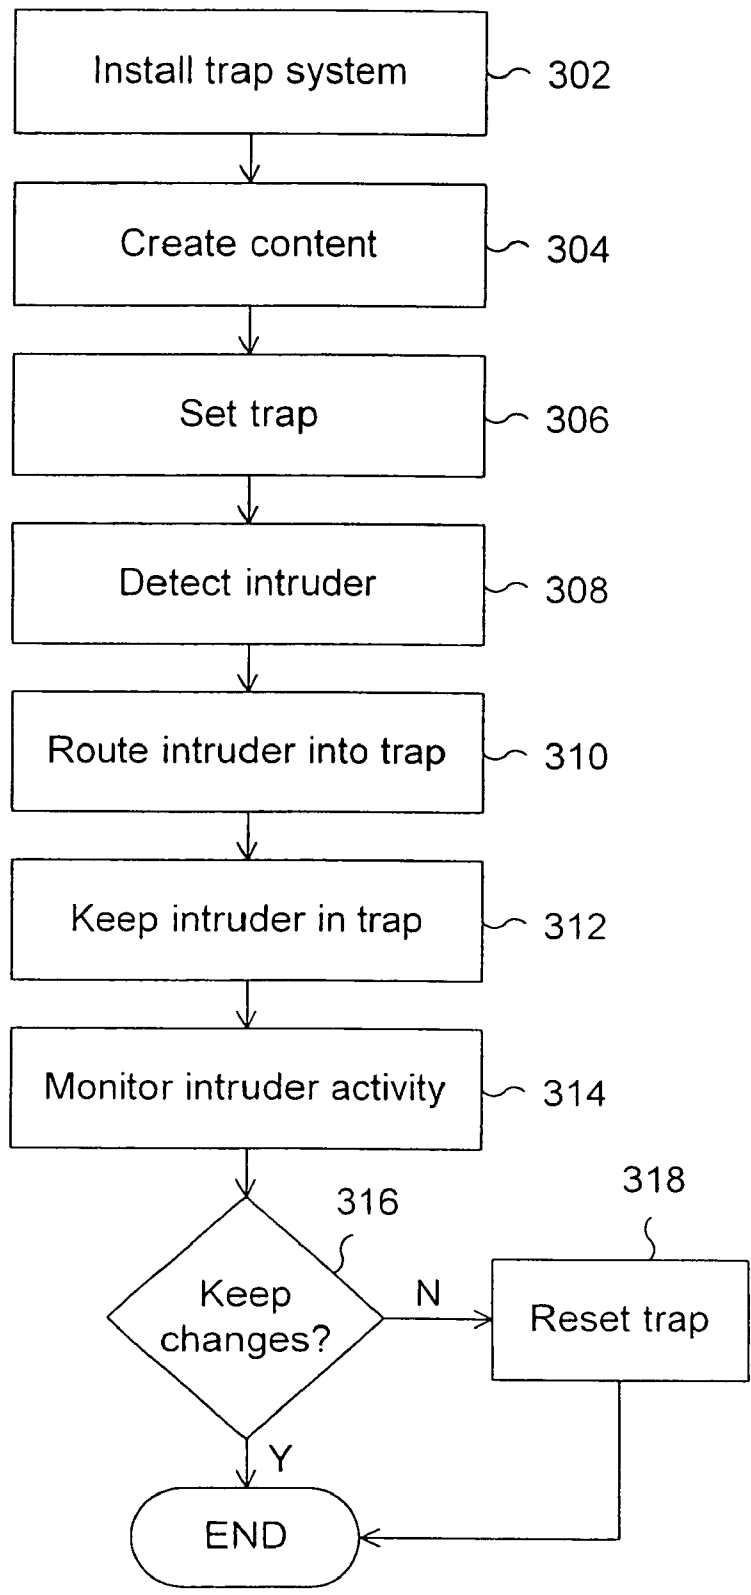 Install trap system 302
Create content 304
Set trap 306
Detect intruder 308
Route intruder into trap 310
Keep intruder in trap 312
Monitor intruder activity 314
316
318
Keep
changes?
N
Reset trap
Y
END